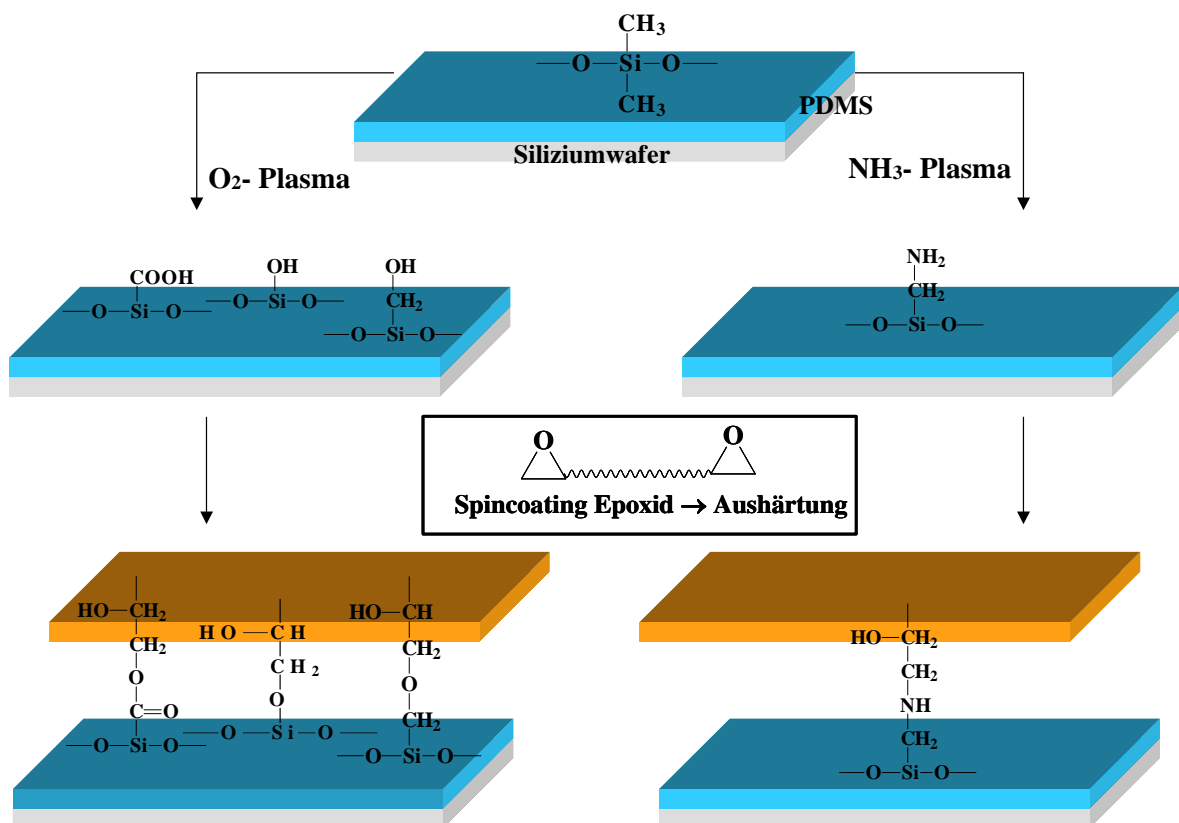 CH₃
—O—Si—O—
CH₃
PDMS
Siliziumwafer
O₂- Plasma
NH₃- Plasma
COOH
—O—Si—O—
OH
—O—Si—O—
OH
CH₂
—O—Si—O—
NH₂
CH₂
—O—Si—O—
O
O
Spincoating Epoxid → Aushärtung
HO—CH₂
CH₂
O
C=O
—O—Si—O—
HO—CH
CH₂
O
—O—Si—O—
HO—CH
CH₂
O
CH₂
—O—Si—O—
HO—CH₂
CH₂
NH
CH₂
—O—Si—O—